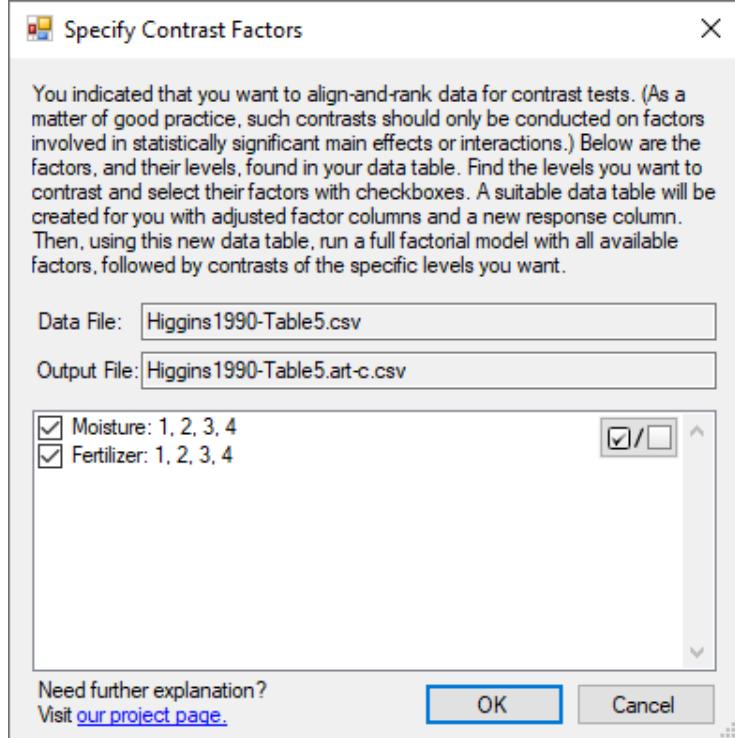 Specify Contrast Factors
You indicated that you want to align-and-rank data for contrast tests. (As a
matter of good practice, such contrasts should only be conducted on factors
involved in statistically significant main effects or interactions.) Below are the
factors, and their levels, found in your data table. Find the levels you want to
contrast and select their factors with checkboxes. A suitable data table will be
created for you with adjusted factor columns and a new response column.
Then, using this new data table, run a full factorial model with all available
factors, followed by contrasts of the specific levels you want.
Data File: Higgins1990-Table5.csv
Output File: Higgins1990-Table5.art-c.csv
Moisture: 1, 2, 3, 4
/
Fertilizer: 1, 2, 3, 4
Need further explanation?
Visit our project page.
OK
Cancel